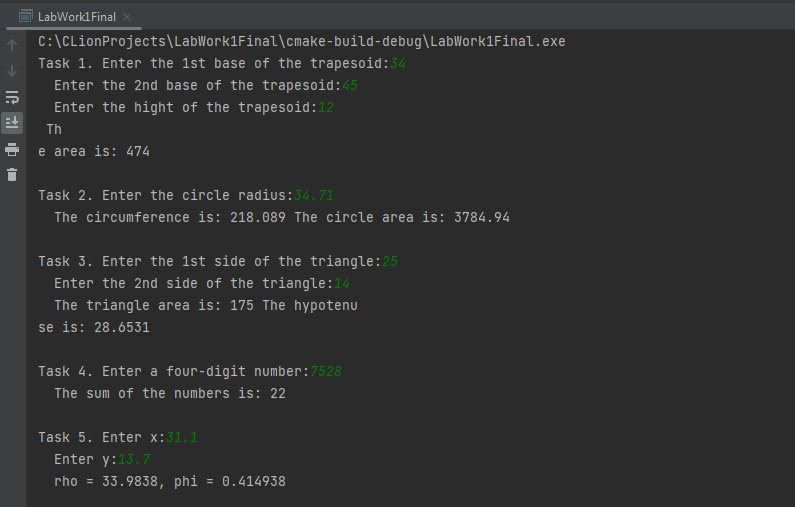 LabWork1Final
C:\CLionProjects\LabWork1Final\cmake-build-debug\LabWork1Final.exe
Task 1. Enter the 1st base of the trapesoid:34
Enter the 2nd base of the trapesoid:45
Enter the hight of the trapesoid:12
Th
e area is: 474
Task 2. Enter the circle radius:34.71
The circumference is: 218.089 The circle area is: 3784.94
Task 3. Enter the 1st side of the triangle:25
Enter the 2nd side of the triangle:14
The triangle area is: 175 The hypotenu
se is: 28.6531
Task 4. Enter a four-digit number:7528
The sum of the numbers is: 22
Task 5. Enter x:31.1
Enter y:13.7
rho = 33.9838, phi = 0.414938